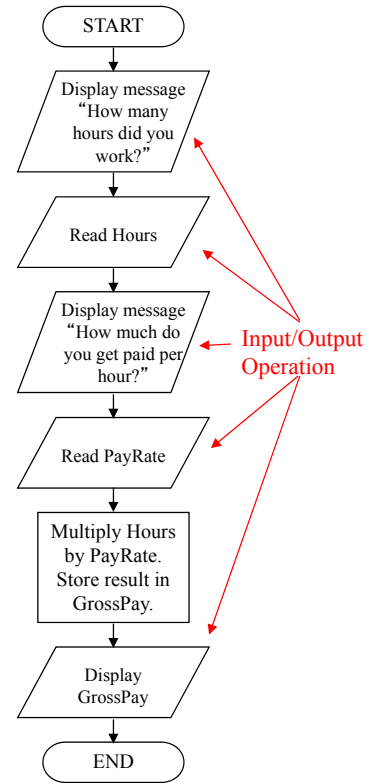 START
Display message
“How many
hours did you
work?”
Read Hours
Display message
“How much do
you get paid per
hour?”
Input/Output
Operation
Read PayRate
Multiply Hours
by PayRate.
Store result in
GrossPay.
Display
GrossPay
END